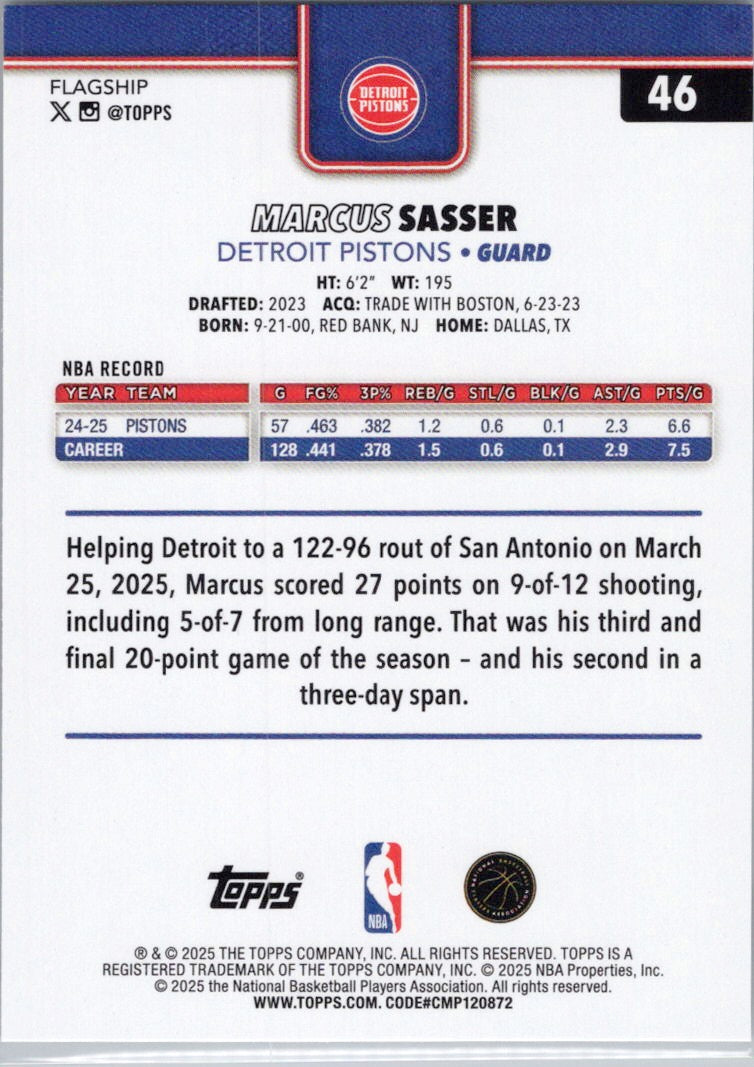 FLAGSHIP
@TOPPS
46
DETROIT
PISTONS
MARCUS SASSER
DETROIT PISTONS • GUARD
HT: 6'2" WT: 195
DRAFTED: 2023 ACQ: TRADE WITH BOSTON, 6-23-23
BORN: 9-21-00, RED BANK, NJ HOME: DALLAS, TX
NBA RECORD
YEAR TEAM G FG% 3P% REB/G STL/G BLK/G AST/G PTS/G
24-25 PISTONS 57 .463 .382 1.2 0.6 0.1 2.3 6.6
CAREER 128 .441 .378 1.5 0.6 0.1 2.9 7.5
Helping Detroit to a 122-96 rout of San Antonio on March
25, 2025, Marcus scored 27 points on 9-of-12 shooting,
including 5-of-7 from long range. That was his third and
final 20-point game of the season – and his second in a
three-day span.
Topps®
NBA
NATIONAL BASKETBALL PLAYERS ASSOCIATION
® & © 2025 THE TOPPS COMPANY, INC. ALL RIGHTS RESERVED. TOPPS IS A
REGISTERED TRADEMARK OF THE TOPPS COMPANY, INC. © 2025 NBA Properties, Inc.
© 2025 the National Basketball Players Association. All rights reserved.
WWW.TOPPS.COM. CODE#CMP120872